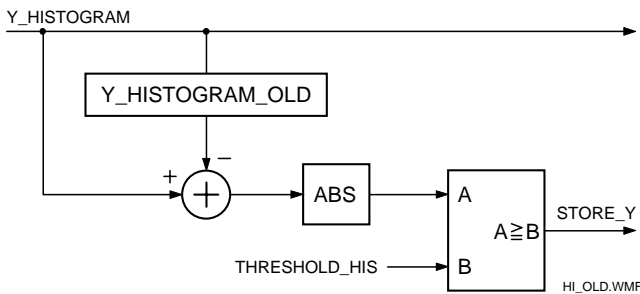 Y_HISTOGRAM
Y_HISTOGRAM_OLD
+
−
+
ABS
A
STORE_Y
A≧B
THRESHOLD_HIS
B
HI_OLD.WMF